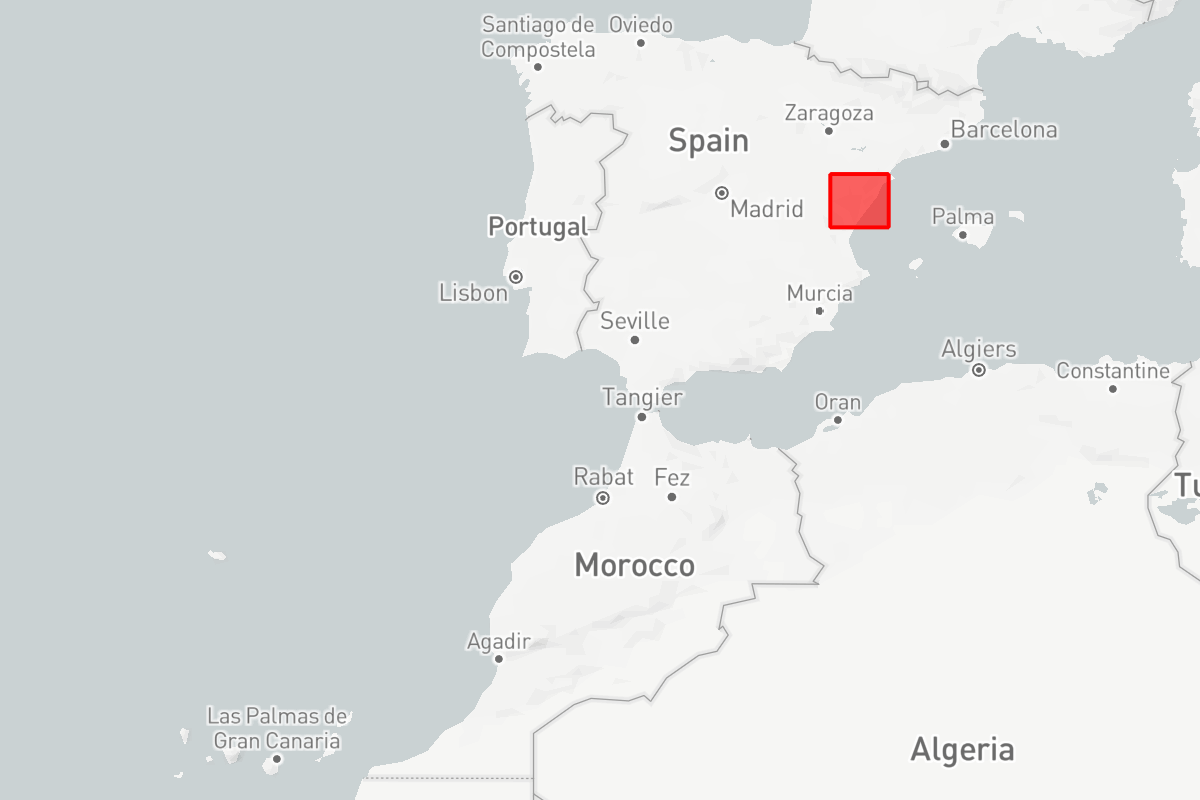 Santiago de
Compostela
Oviedo
Zaragoza
Spain
Barcelona
Madrid
Palma
Portugal
Lisbon
Murcia
Seville
Algiers
Constantine
Tangier
Oran
Rabat
Fez
Tu
Morocco
Agadir
Las Palmas de
Gran Canaria
Algeria